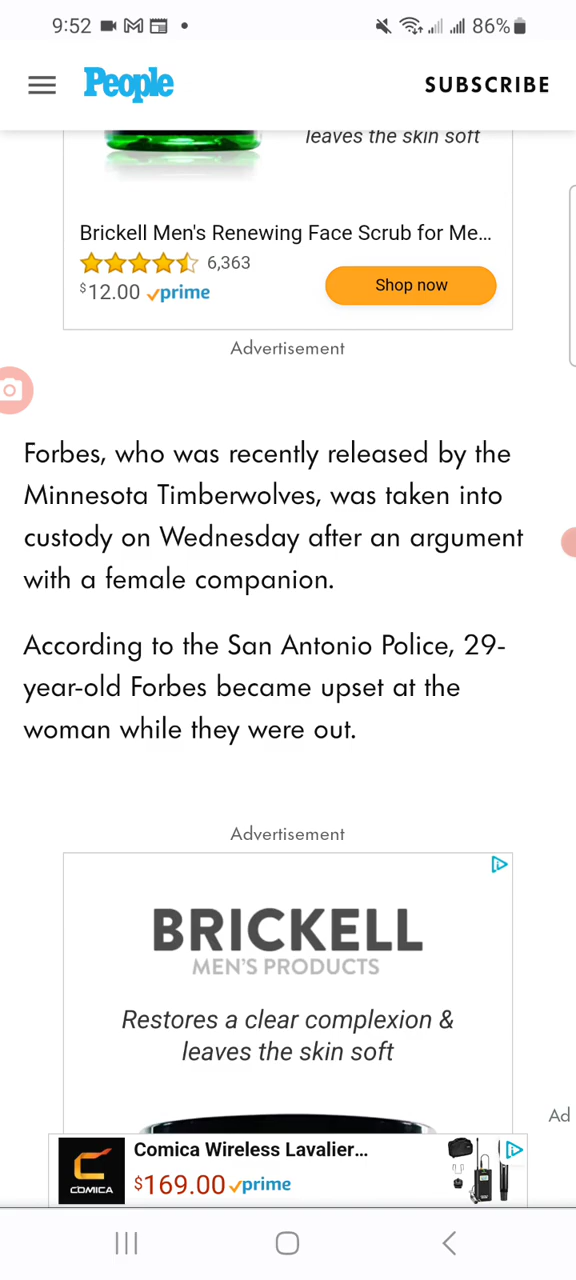 9:52
86%
People
SUBSCRIBE
leaves the skin soft
Brickell Men's Renewing Face Scrub for Me...
6,363
$12.00 prime
Shop now
Advertisement
Forbes, who was recently released by the
Minnesota Timberwolves, was taken into
custody on Wednesday after an argument
with a female companion.
According to the San Antonio Police, 29-
year-old Forbes became upset at the
woman while they were out.
Advertisement
BRICKELL
MEN'S PRODUCTS
Restores a clear complexion &
leaves the skin soft
Ad
COMICA
Comica Wireless Lavalier...
$169.00 prime